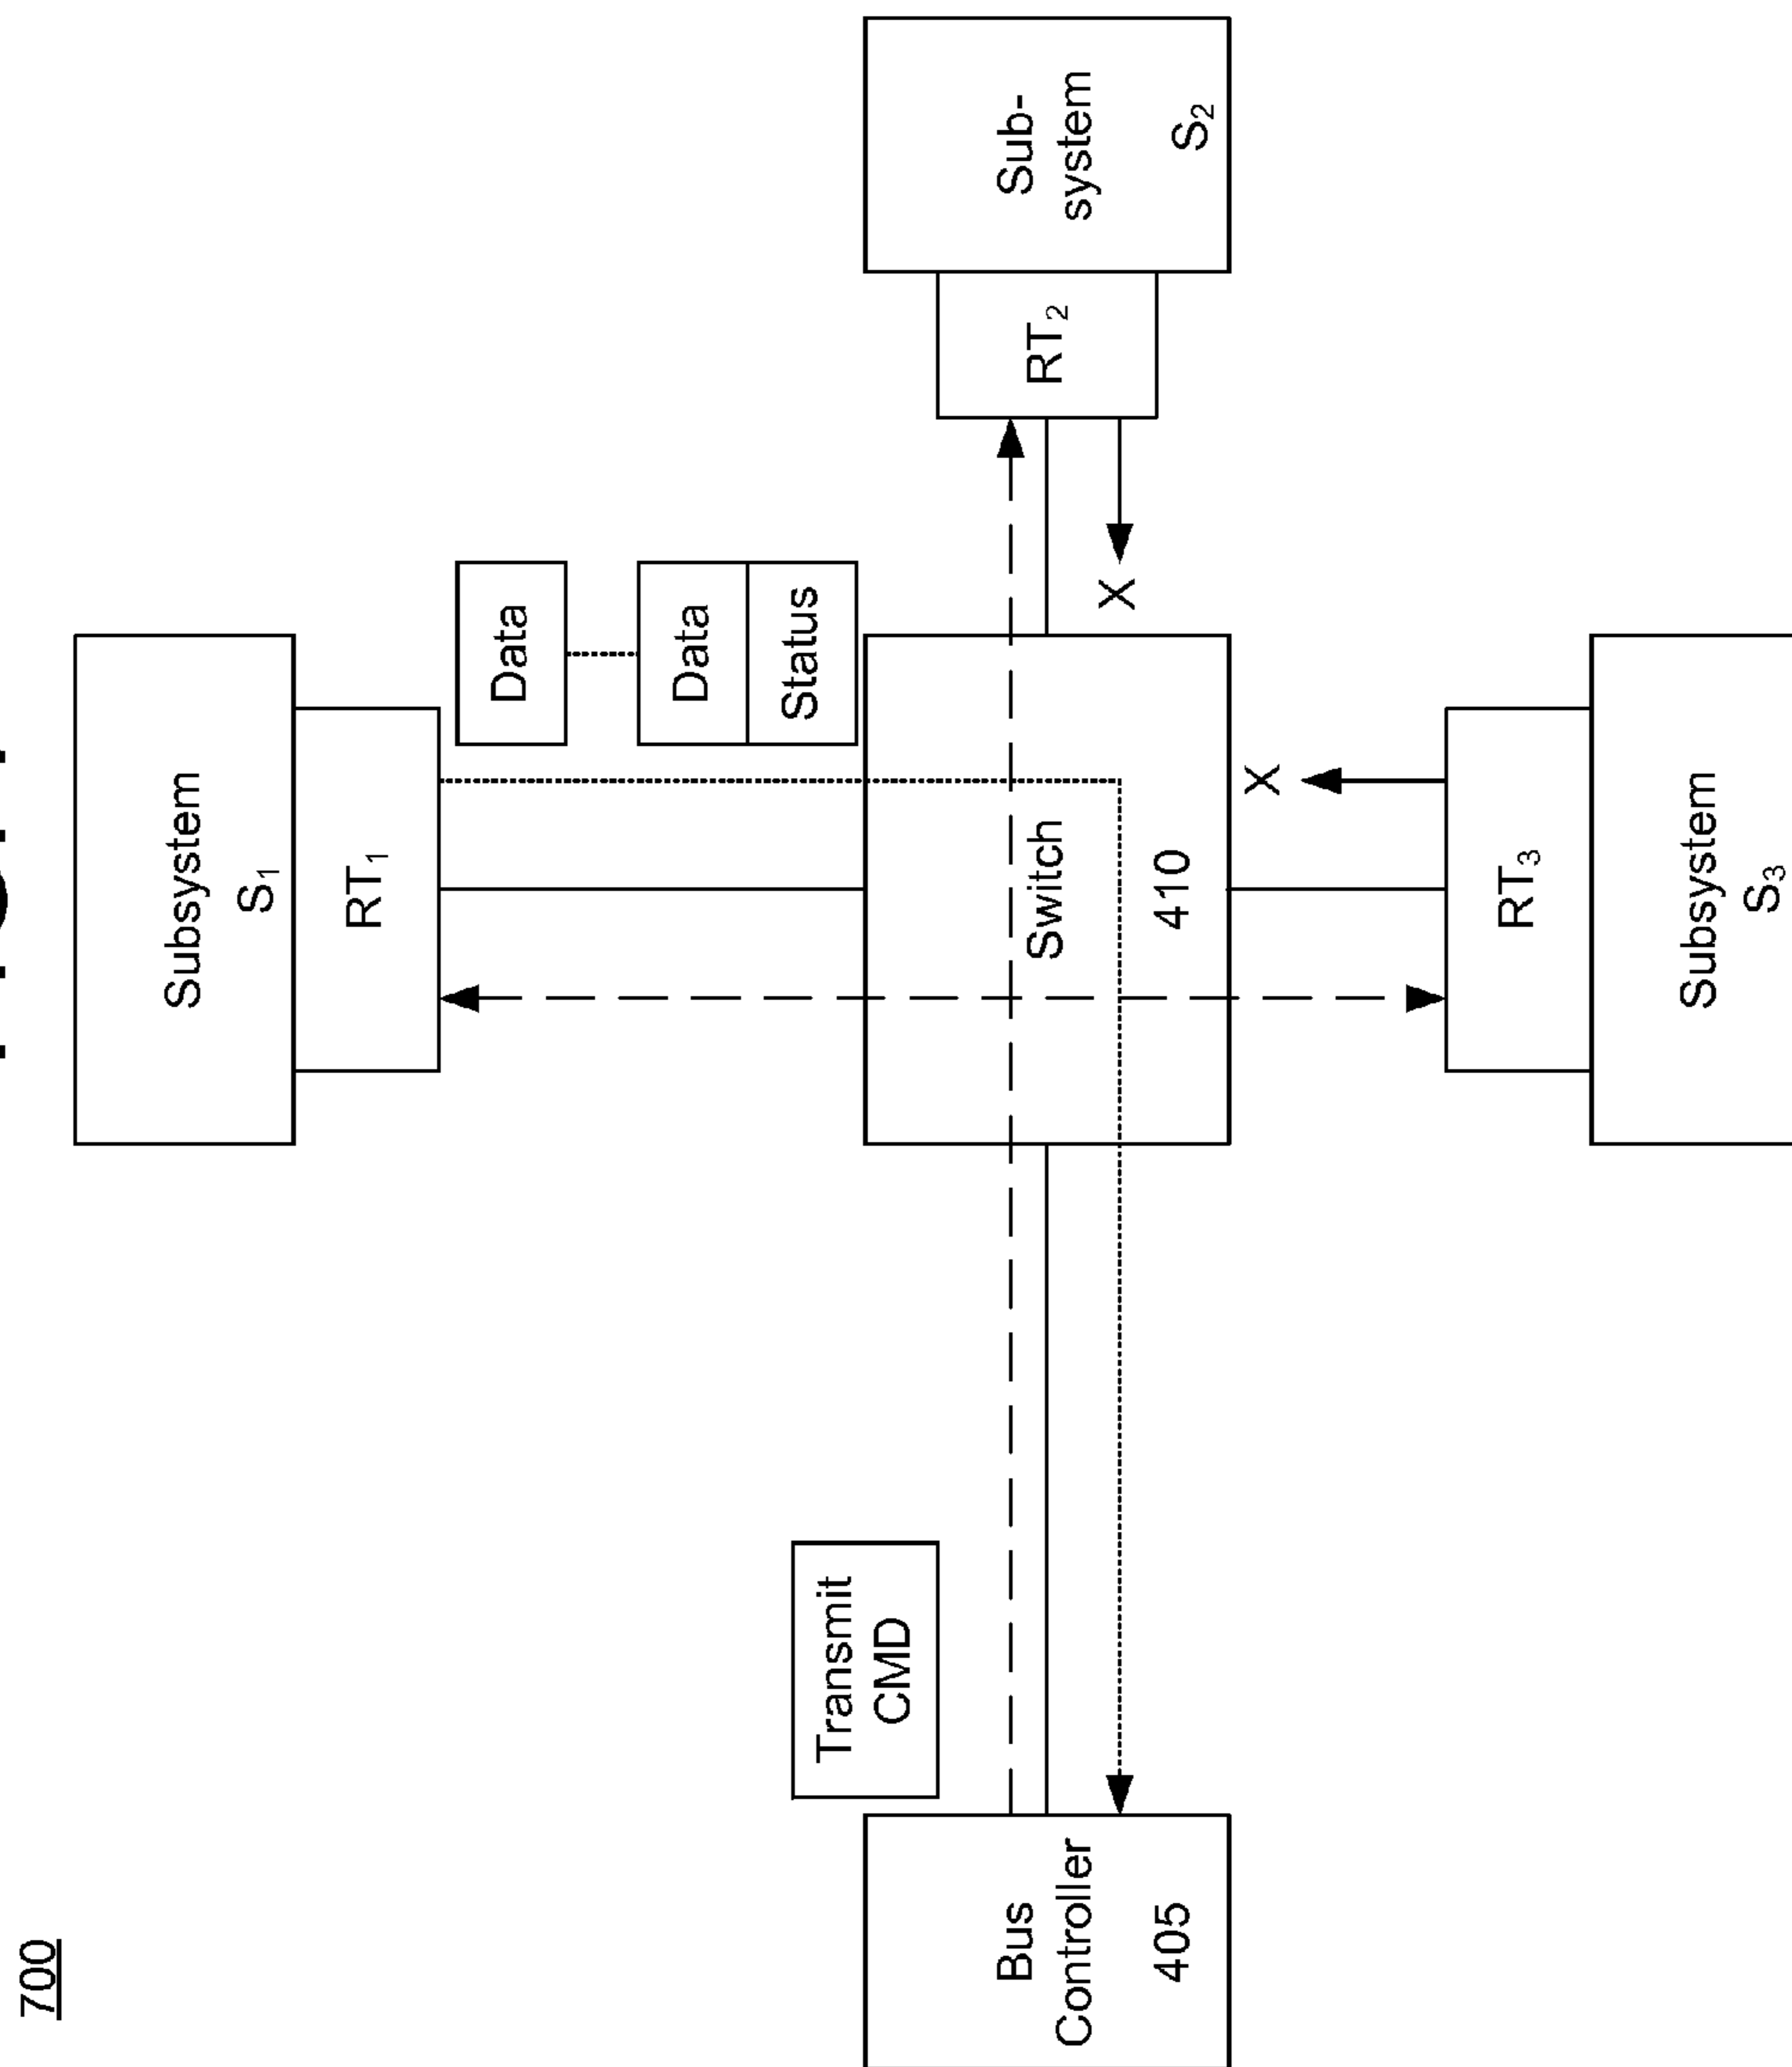 700
Subsystem
S₁
RT₁
Data
Data
Status
Transmit
CMD
Bus
Controller
405
Switch
410
RT₂
Sub-
system
S₂
X
X
RT₃
Subsystem
S₃